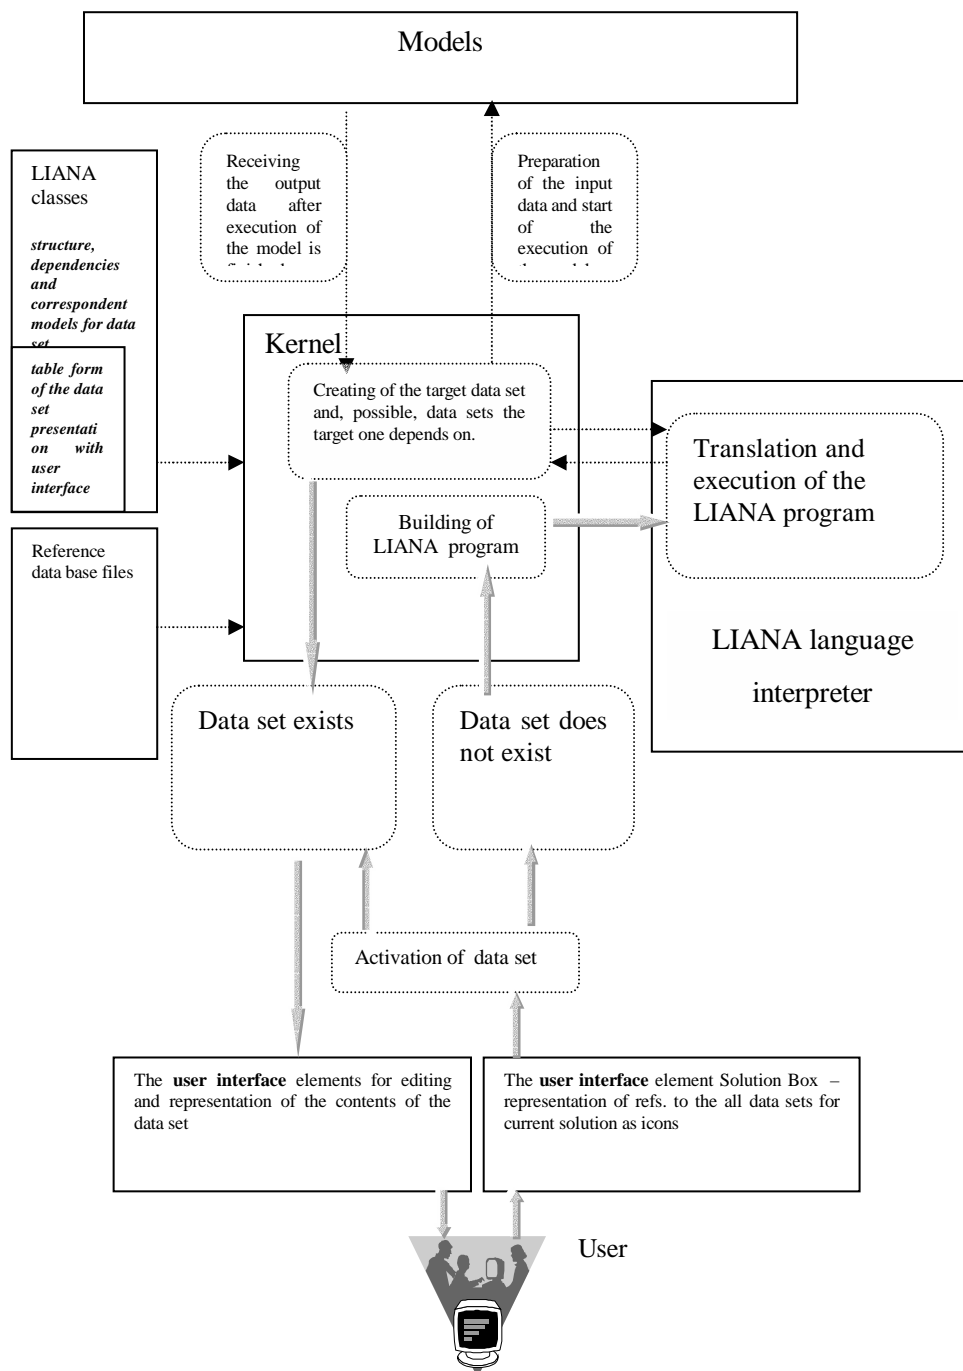 Models
Receiving
the output
data after
execution of
the model is
Preparation
of the input
data and start
of the
execution of
LIANA
classes
structure,
dependencies
and
correspondent
models for data
set
table form
of the data
set
presentati
on with
user
interface
Kernel
Creating of the target data set
and, possible, data sets the
target one depends on.
Building of
LIANA program
Translation and
execution of the
LIANA program
LIANA language
interpreter
Reference
data base files
Data set exists
Data set does
not exist
Activation of data set
The user interface elements for editing
and representation of the contents of the
data set
The user interface element Solution Box –
representation of refs. to the all data sets for
current solution as icons
User